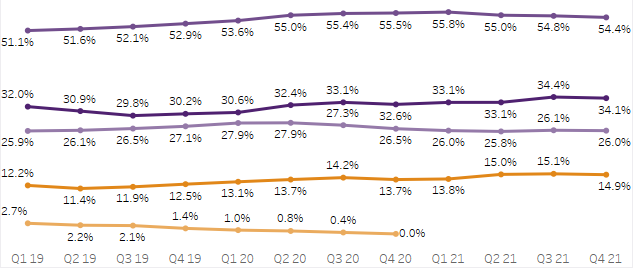 51.1% 51.6% 52.1% 52.9% 53.6% 55.0% 55.4% 55.5% 55.8% 55.0% 54.8% 54.4%
32.0% 30.9% 29.8% 30.2% 30.6% 32.4% 33.1% 32.6% 33.1% 33.1% 34.4% 34.1%
25.9% 26.1% 26.5% 27.1% 27.9% 27.9% 27.3% 26.5% 26.0% 25.8% 26.1% 26.0%
12.2% 11.4% 11.9% 12.5% 13.1% 13.7% 14.2% 13.7% 13.8% 15.0% 15.1% 14.9%
2.7% 2.2% 2.1% 1.4% 1.0% 0.8% 0.4% 0.0%
Q1 19 Q2 19 Q3 19 Q4 19 Q1 20 Q2 20 Q3 20 Q4 20 Q1 21 Q2 21 Q3 21 Q4 21